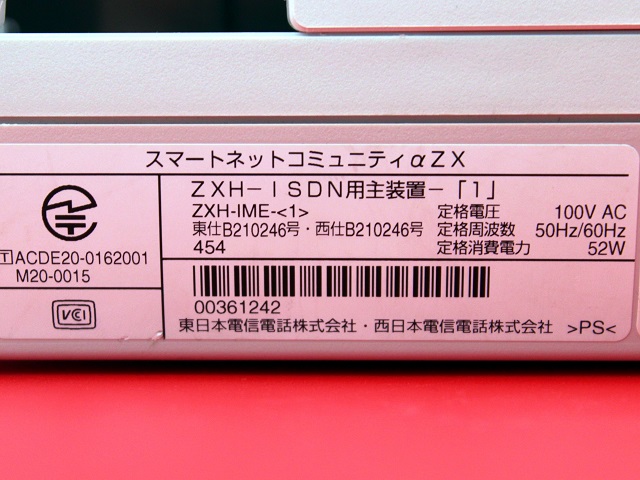 スマートネットコミュニティαZX
ZXH－ISDN用主装置－「1」
ZXH-IME-<1>
定格電圧 100V AC
東仕B210246号・西仕B210246号
定格周波数 50Hz/60Hz
454
定格消費電力 52W
T ACDE20-0162001
M20-0015
VCI
00361242
東日本電信電話株式会社・西日本電信電話株式会社 >PS<